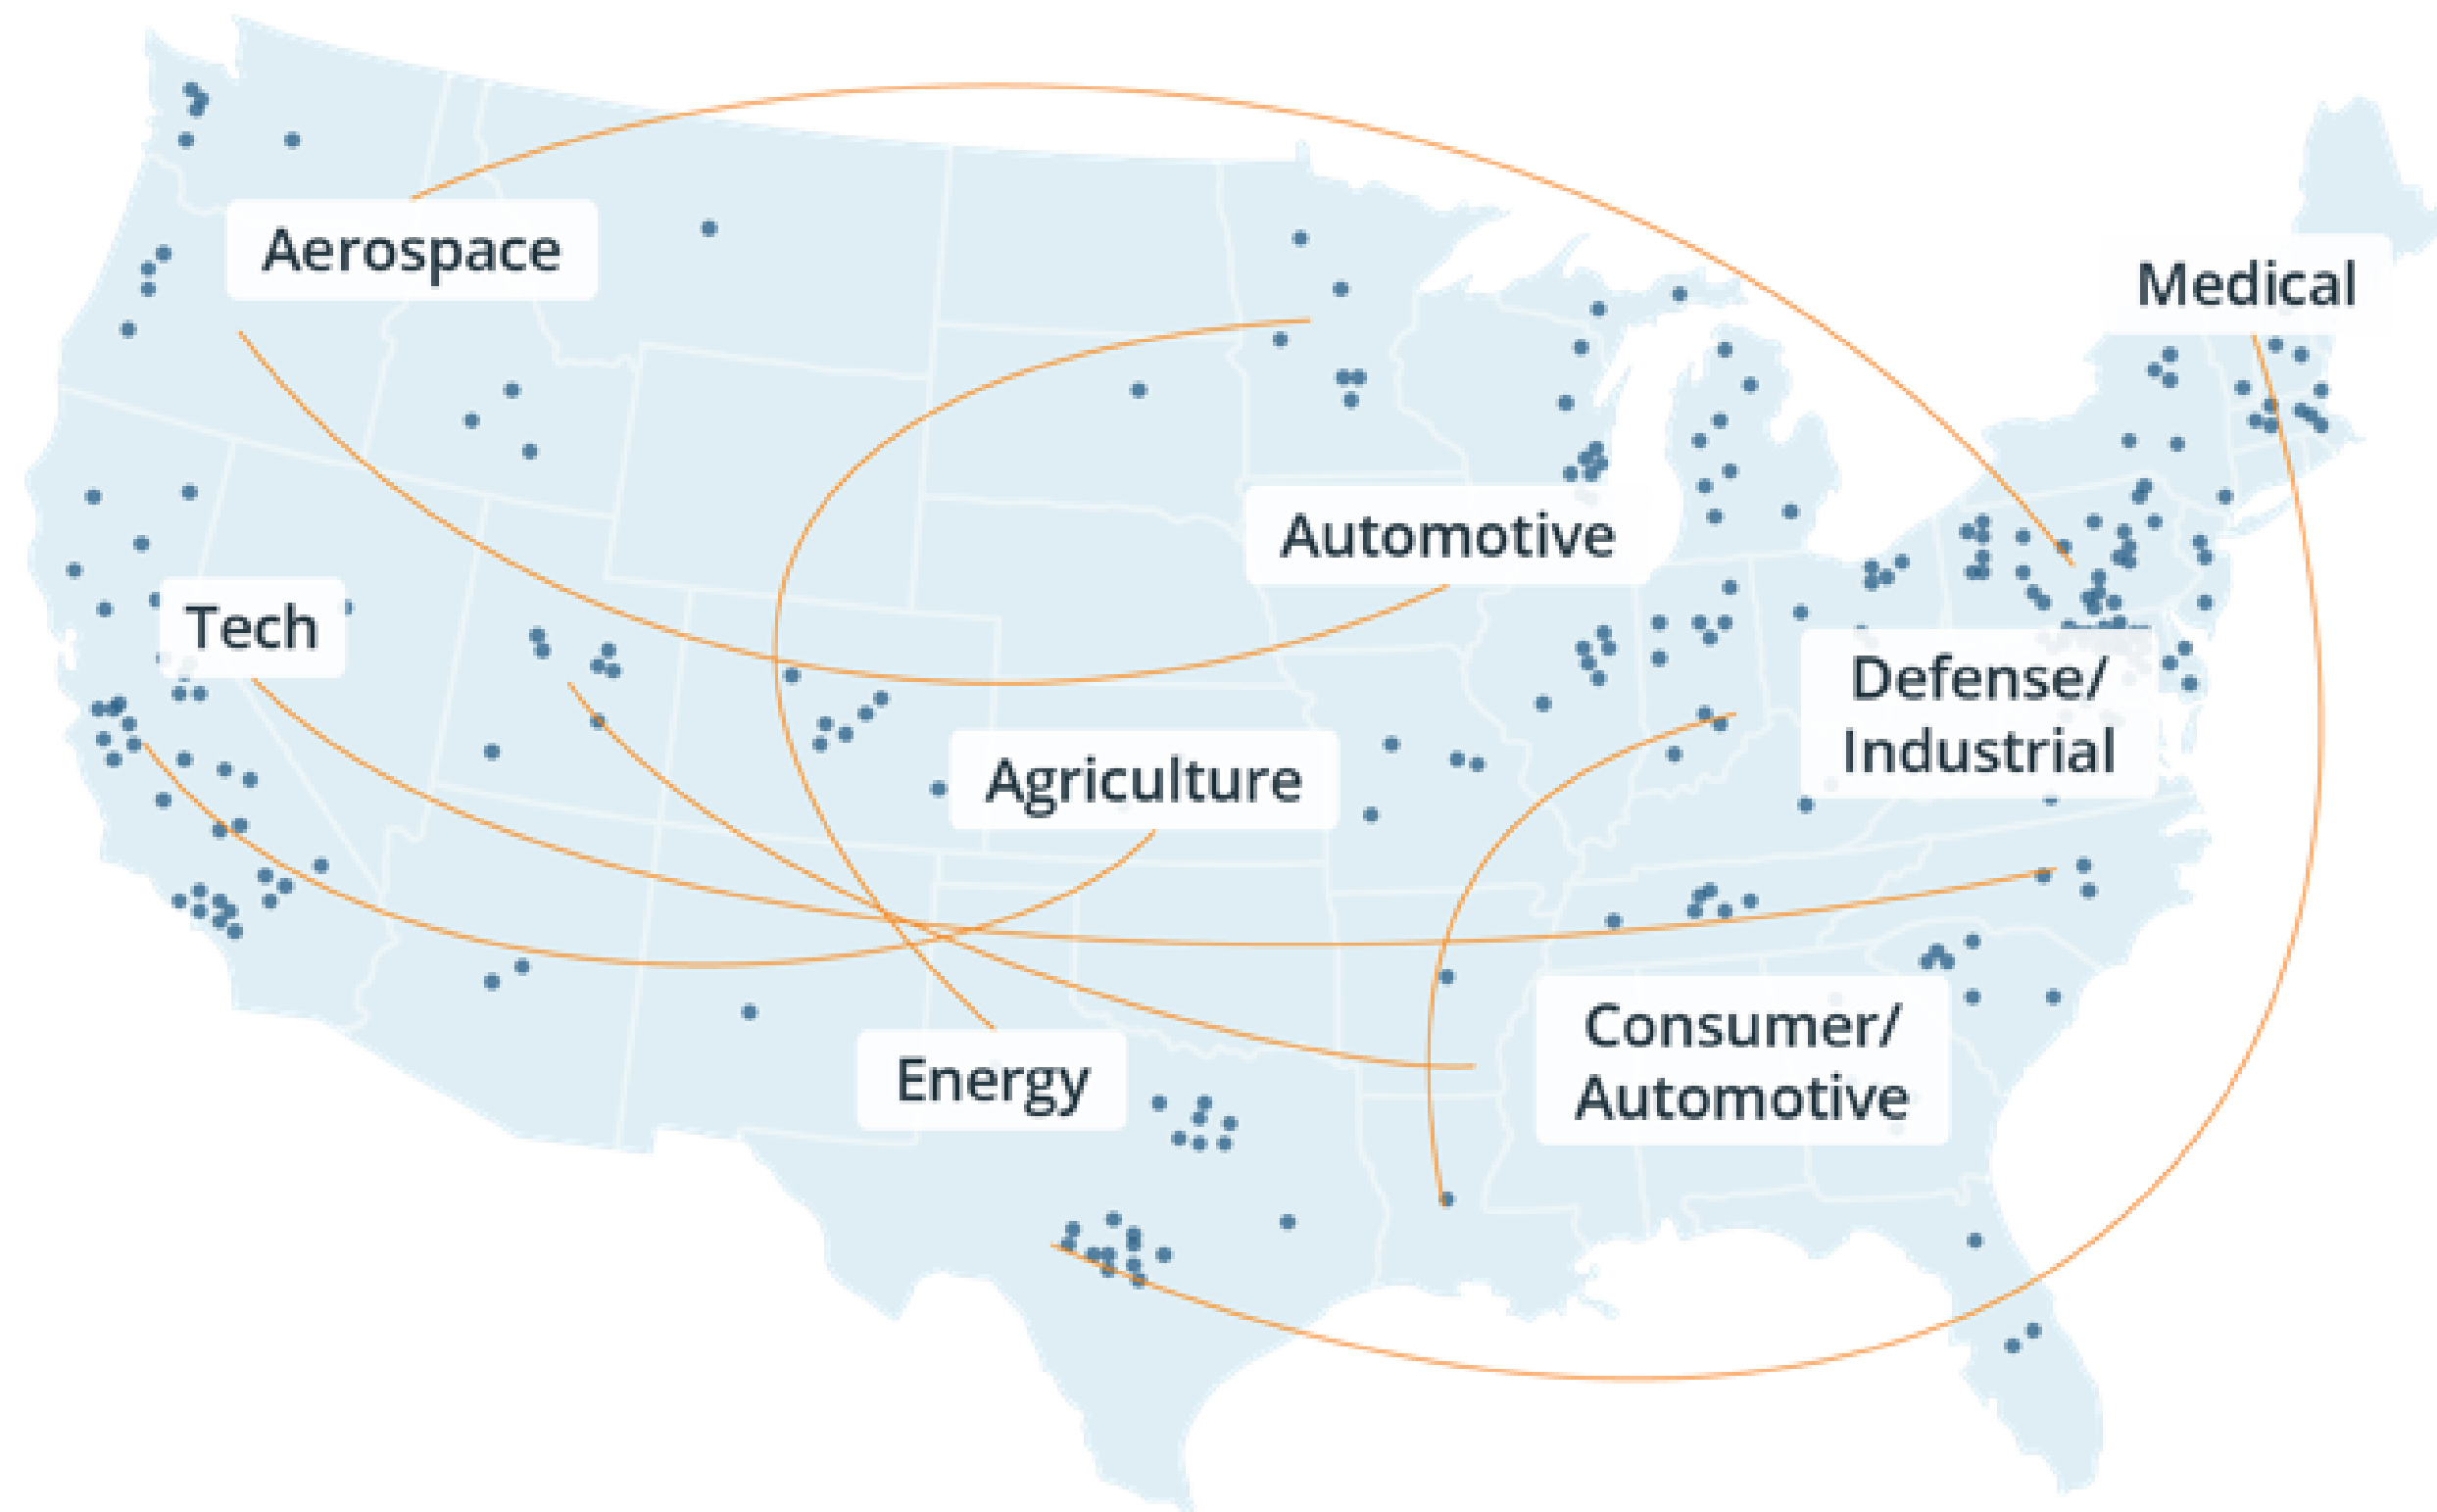 Aerospace
Medical
Automotive
Tech
Defense/
Industrial
Agriculture
Consumer/
Automotive
Energy